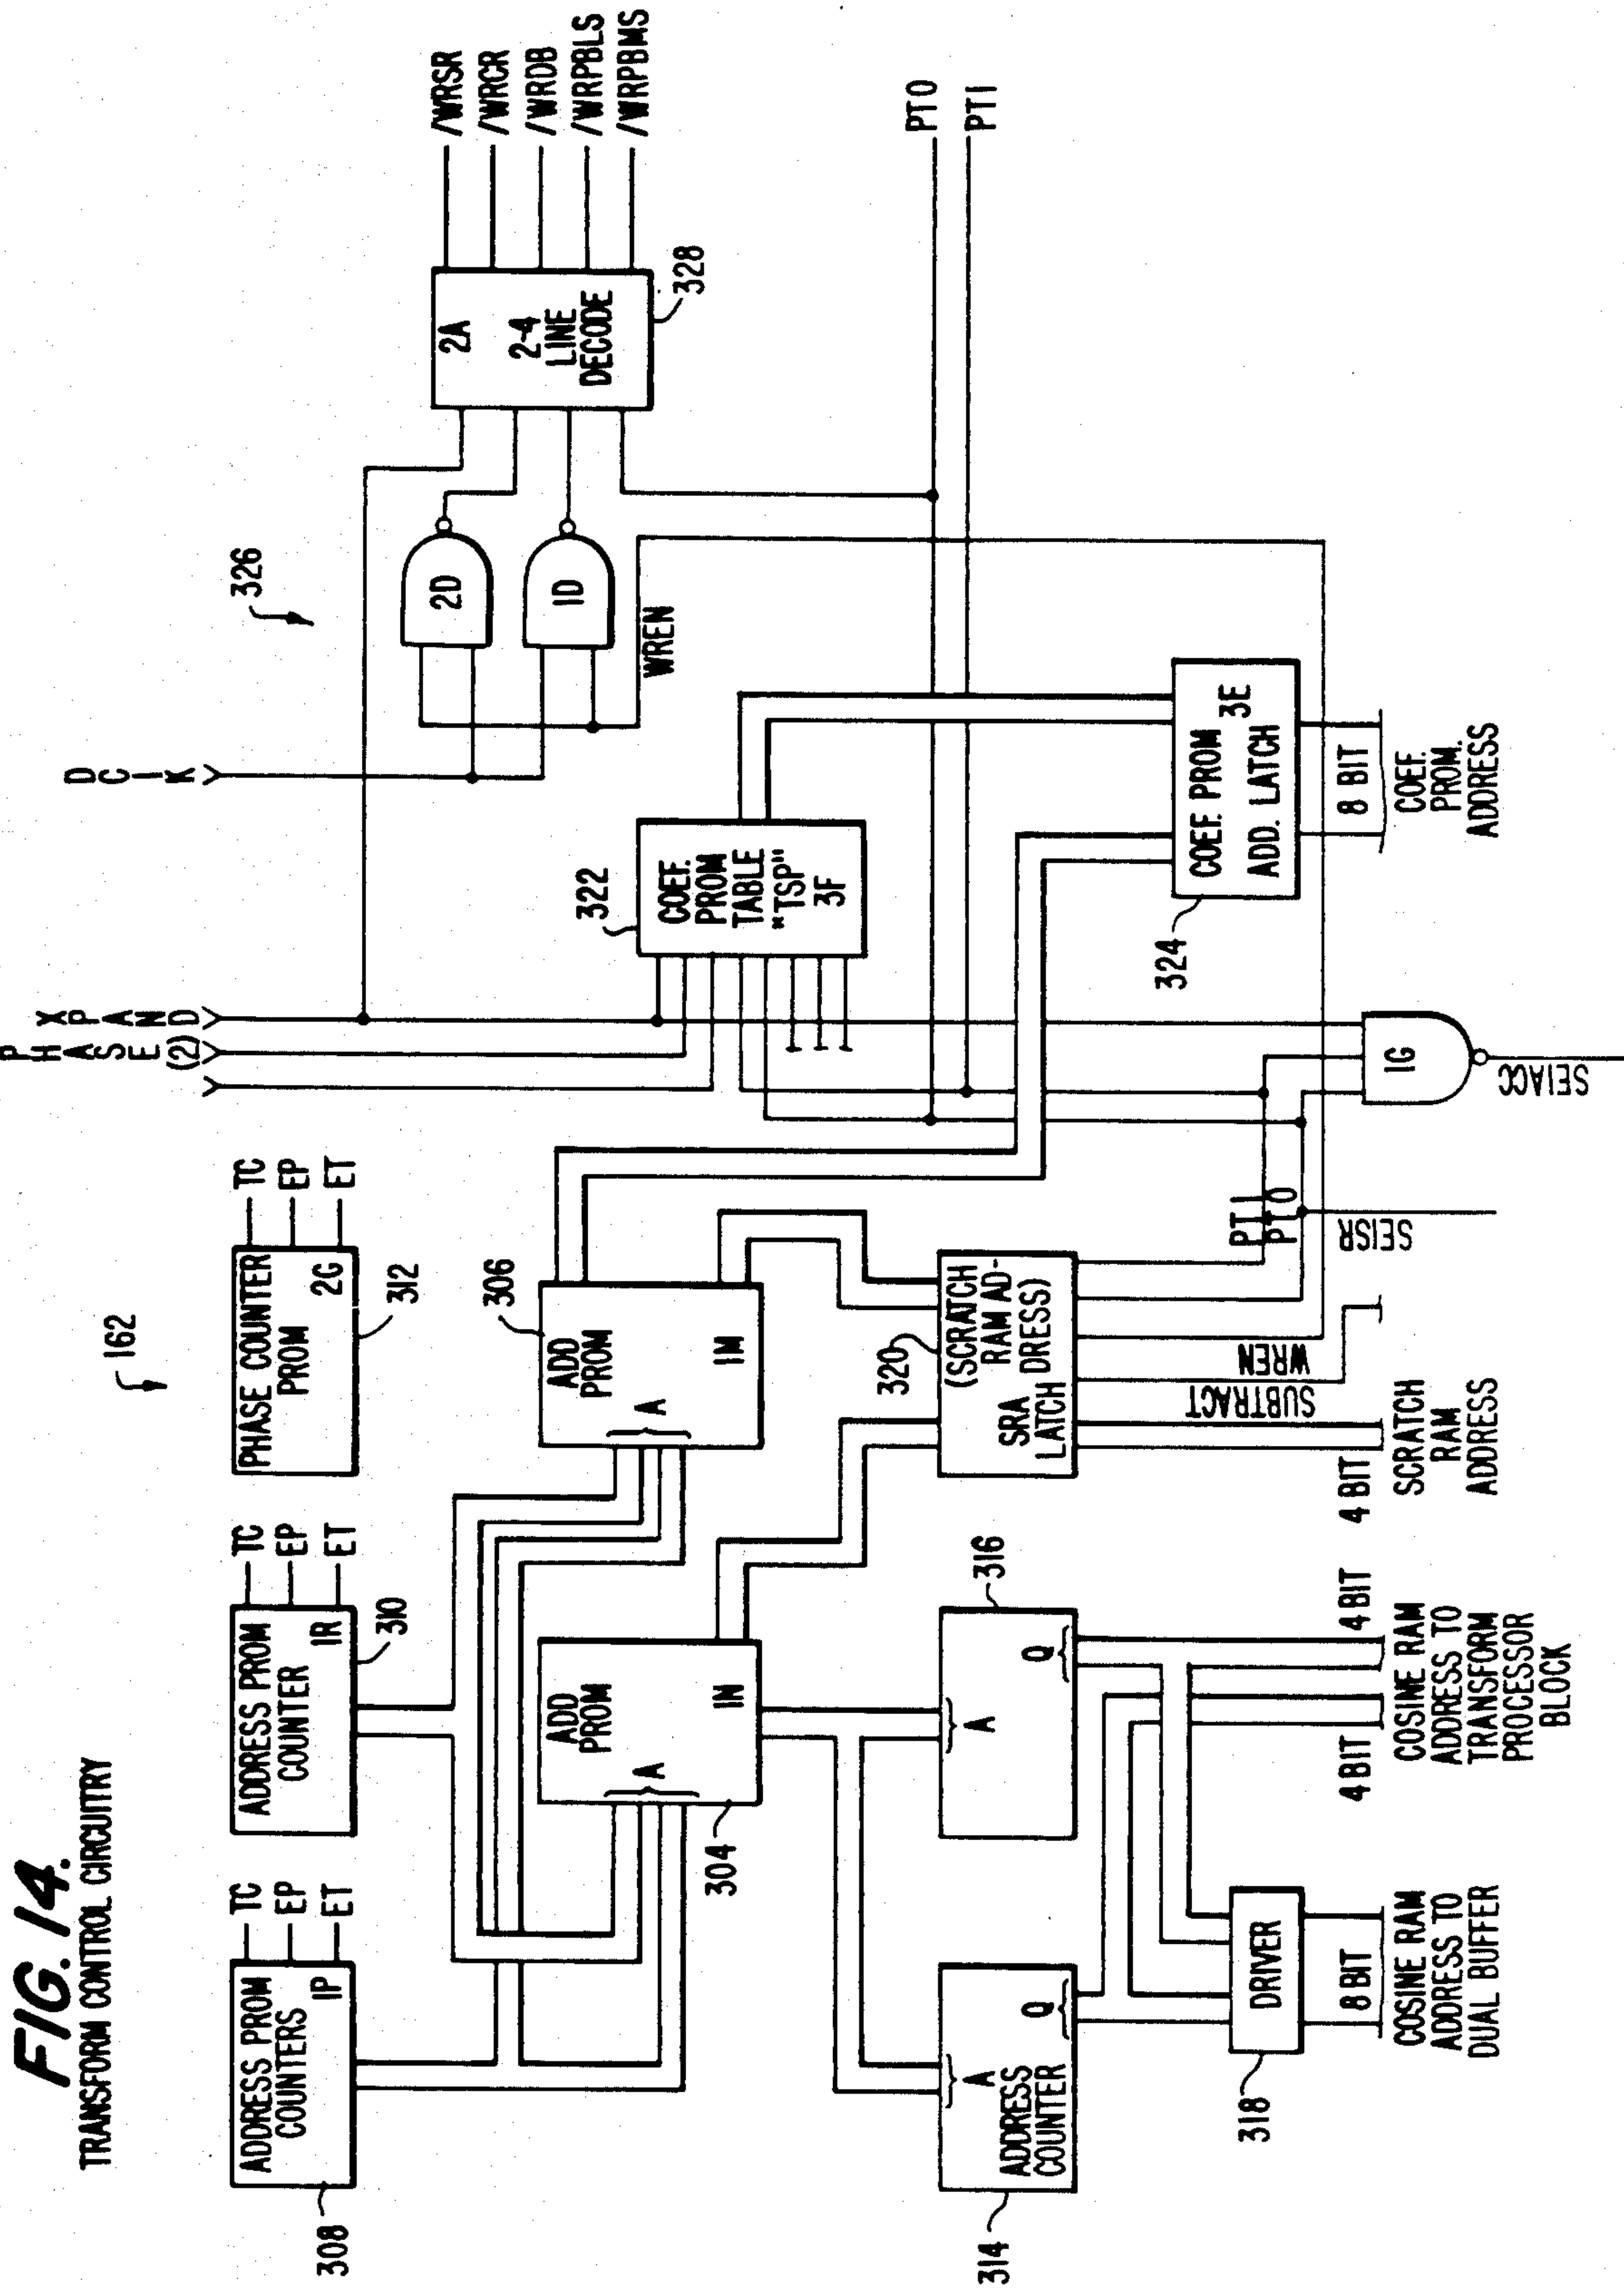 FIG. 14.
TRANSFORM CONTROL CIRCUITRY
162
326
308
ADDRESS PROM
COUNTERS
1P
TC
EP
ET
310
ADDRESS PROM
COUNTER
1R
TC
EP
ET
312
PHASE COUNTER
PROM
2G
TC
EP
ET
PHASE (2)
XPAND
DCIK
304
ADD
PROM
A
1N
306
ADD
PROM
A
1M
322
COEF.
PROM
TABLE
"TSP"
3F
2D
1D
WREN
2A
2-4
LINE
DECODE
328
/WRSR
/WRCR
/WRDB
/WRPBLS
/WRPBMS
PT0
PT1
314
ADDRESS
COUNTER
A
Q
316
A
Q
320
(SCRATCH
RAM AD-
DRESS)
SRA
LATCH
324
COEF. PROM
3E
ADD. LATCH
318
DRIVER
PT1
PT0
SEISR
WREN
SUBTRACT
1G
SEIACC
8 BIT
COSINE RAM
ADDRESS TO
DUAL BUFFER
4 BIT
4 BIT
COSINE RAM
ADDRESS TO
TRANSFORM
PROCESSOR
BLOCK
4 BIT
SCRATCH
RAM
ADDRESS
8 BIT
COEF.
PROM.
ADDRESS